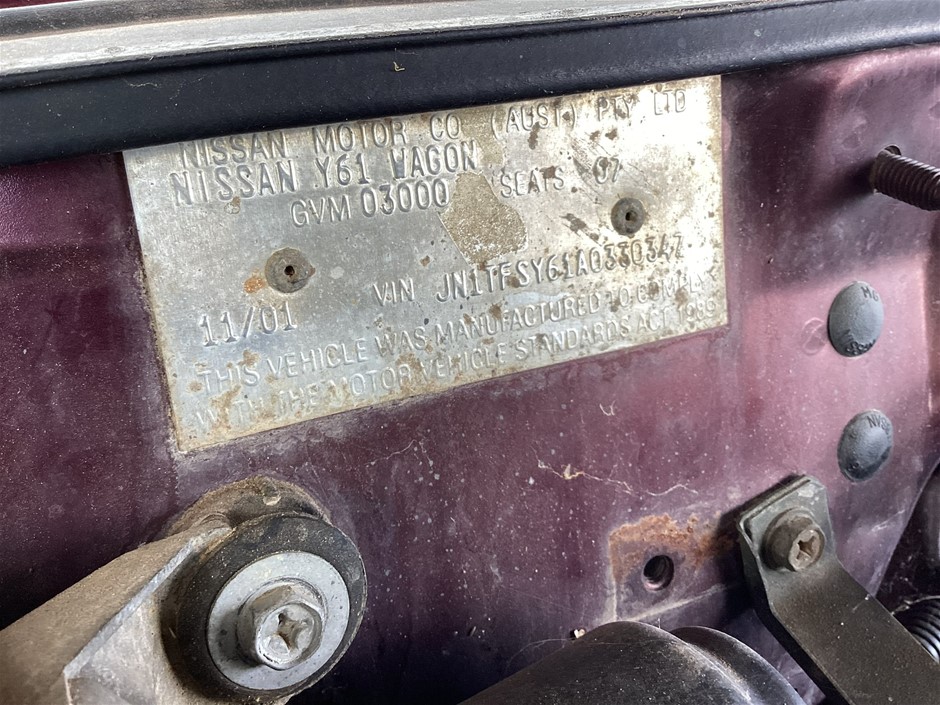 NISSAN MOTOR CO (AUST) PTY LTD
NISSAN Y61 WAGON SEATS 07
GVM 03000
VIN JN1TFSY61A0330347
11/01
THIS VEHICLE WAS MANUFACTURED TO COMPLY
WITH THE MOTOR VEHICLE STANDARDS ACT 1989